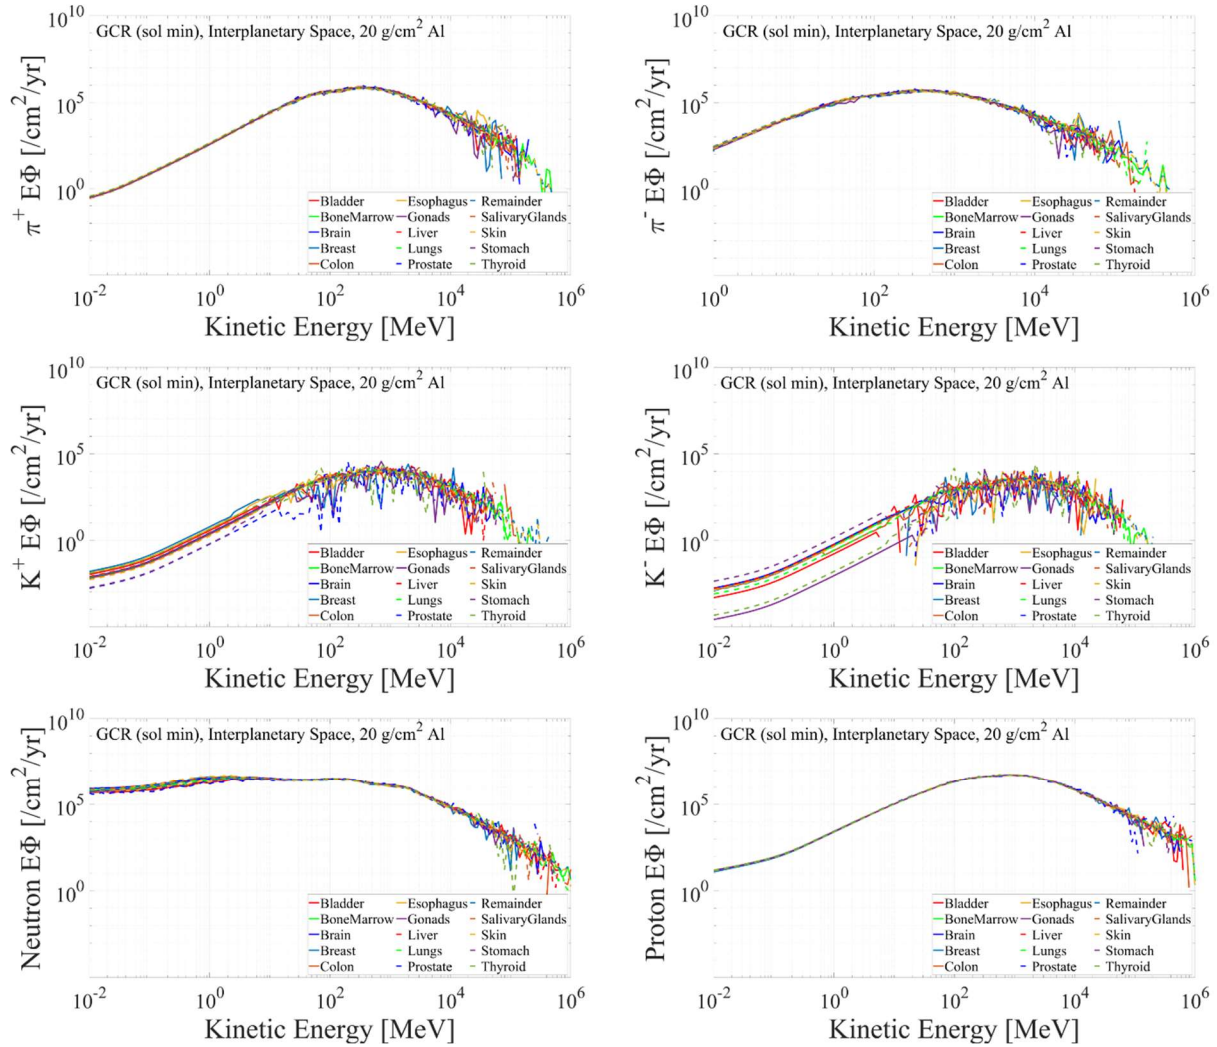 10^10
GCR (sol min), Interplanetary Space, 20 g/cm^2 Al
10^5
10^0
π^+ EΦ [/cm^2/yr]
Bladder Esophagus Remainder
BoneMarrow Gonads SalivaryGlands
Brain Liver Skin
Breast Lungs Stomach
Colon Prostate Thyroid
10^-2 10^0 10^2 10^4 10^6
Kinetic Energy [MeV]
10^10
GCR (sol min), Interplanetary Space, 20 g/cm^2 Al
10^5
10^0
π^- EΦ [/cm^2/yr]
Bladder Esophagus Remainder
BoneMarrow Gonads SalivaryGlands
Brain Liver Skin
Breast Lungs Stomach
Colon Prostate Thyroid
10^0 10^2 10^4 10^6
Kinetic Energy [MeV]
10^10
GCR (sol min), Interplanetary Space, 20 g/cm^2 Al
10^5
10^0
K^+ EΦ [/cm^2/yr]
Bladder Esophagus Remainder
BoneMarrow Gonads SalivaryGlands
Brain Liver Skin
Breast Lungs Stomach
Colon Prostate Thyroid
10^-2 10^0 10^2 10^4 10^6
Kinetic Energy [MeV]
10^10
GCR (sol min), Interplanetary Space, 20 g/cm^2 Al
10^5
10^0
K^- EΦ [/cm^2/yr]
Bladder Esophagus Remainder
BoneMarrow Gonads SalivaryGlands
Brain Liver Skin
Breast Lungs Stomach
Colon Prostate Thyroid
10^-2 10^0 10^2 10^4 10^6
Kinetic Energy [MeV]
10^10
GCR (sol min), Interplanetary Space, 20 g/cm^2 Al
10^5
10^0
Neutron EΦ [/cm^2/yr]
Bladder Esophagus Remainder
BoneMarrow Gonads SalivaryGlands
Brain Liver Skin
Breast Lungs Stomach
Colon Prostate Thyroid
10^-2 10^0 10^2 10^4 10^6
Kinetic Energy [MeV]
10^10
GCR (sol min), Interplanetary Space, 20 g/cm^2 Al
10^5
10^0
Proton EΦ [/cm^2/yr]
Bladder Esophagus Remainder
BoneMarrow Gonads SalivaryGlands
Brain Liver Skin
Breast Lungs Stomach
Colon Prostate Thyroid
10^-2 10^0 10^2 10^4 10^6
Kinetic Energy [MeV]